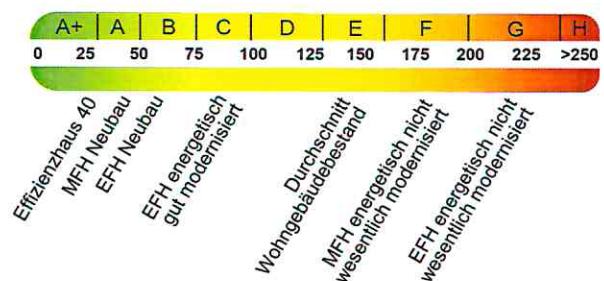 A+ A B C D E F G H
0 25 50 75 100 125 150 175 200 225 >250
Effizienzhaus 40
MFH Neubau
EFH Neubau
EFH energetisch
gut modernisiert
Durchschnitt
Wohngebäudebestand
MFH energetisch nicht
wesentlich modernisiert
EFH energetisch nicht
wesentlich modernisiert